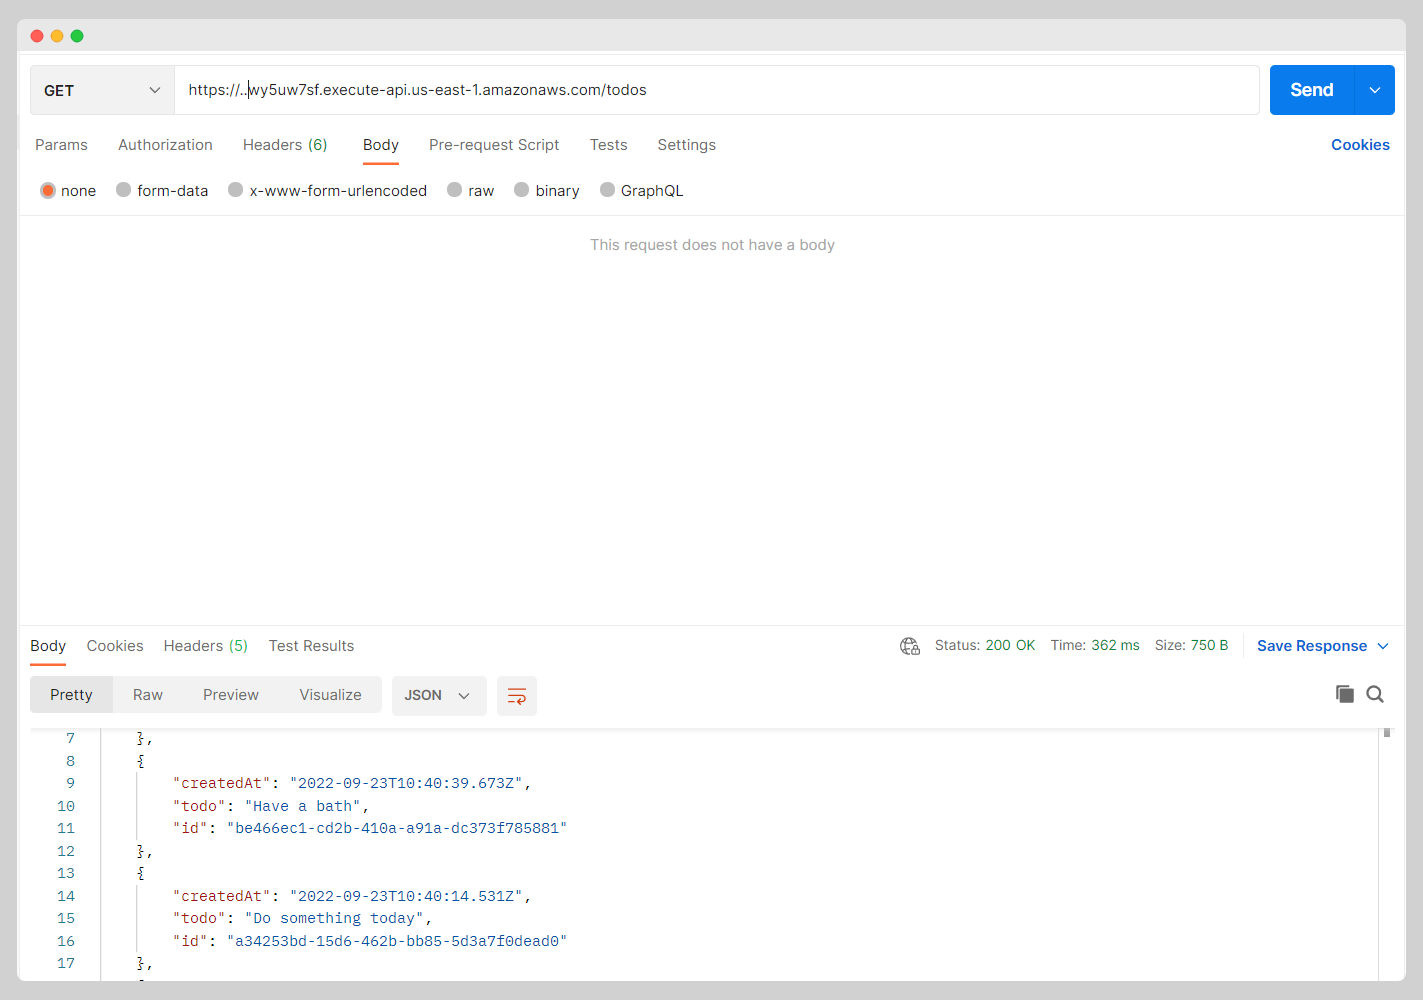 GET https://..wy5uw7sf.execute-api.us-east-1.amazonaws.com/todos Send
Params Authorization Headers (6) Body Pre-request Script Tests Settings Cookies
none form-data x-www-form-urlencoded raw binary GraphQL
This request does not have a body
Body Cookies Headers (5) Test Results Status: 200 OK Time: 362 ms Size: 750 B Save Response
Pretty Raw Preview Visualize JSON
7 },
8 {
9 "createdAt": "2022-09-23T10:40:39.673Z",
10 "todo": "Have a bath",
11 "id": "be466ec1-cd2b-410a-a91a-dc373f785881"
12 },
13 {
14 "createdAt": "2022-09-23T10:40:14.531Z",
15 "todo": "Do something today",
16 "id": "a34253bd-15d6-462b-bb85-5d3a7f0dead0"
17 },